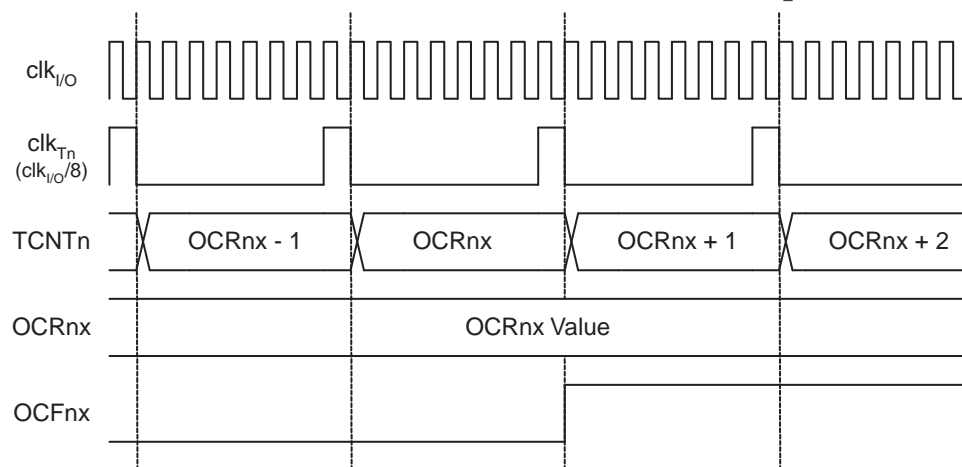 clkI/O
clkTn
(clkI/O/8)
TCNTn OCRnx - 1 OCRnx OCRnx + 1 OCRnx + 2
OCRnx OCRnx Value
OCFnx